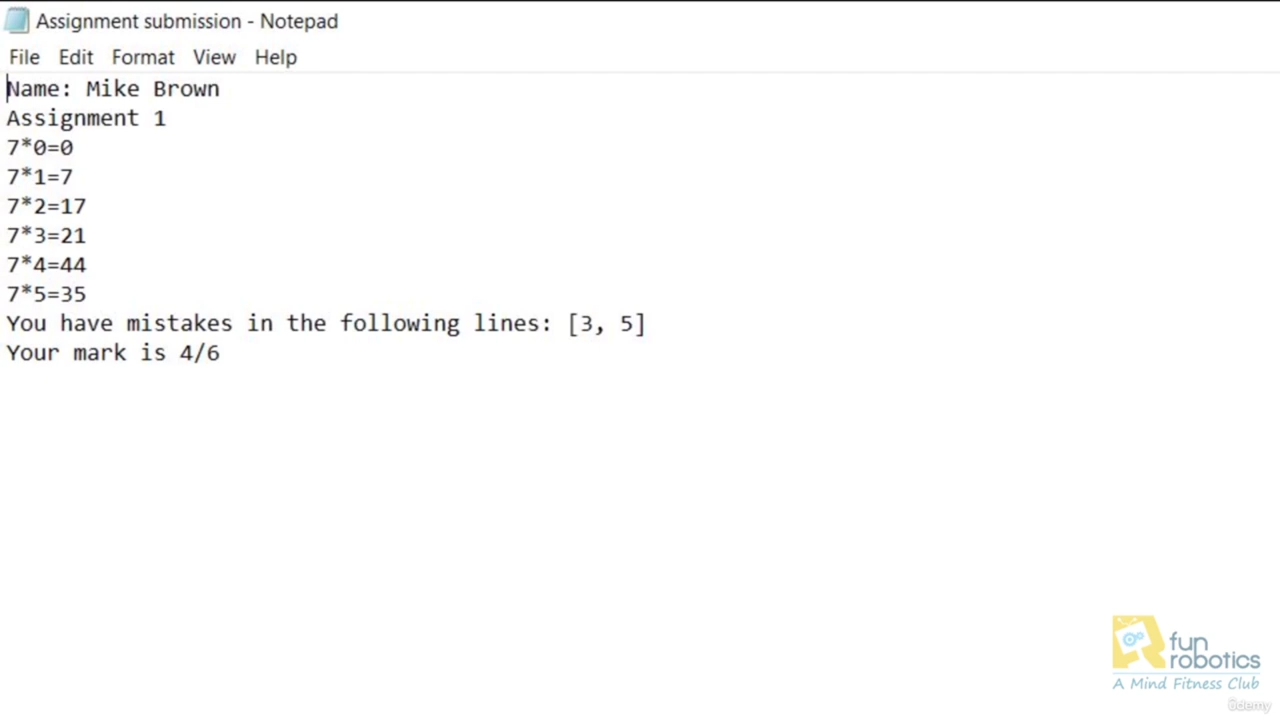 Assignment submission - Notepad
File Edit Format View Help
Name: Mike Brown
Assignment 1
7*0=0
7*1=7
7*2=17
7*3=21
7*4=44
7*5=35
You have mistakes in the following lines: [3, 5]
Your mark is 4/6
fun
robotics
A Mind Fitness Club
ûdemy